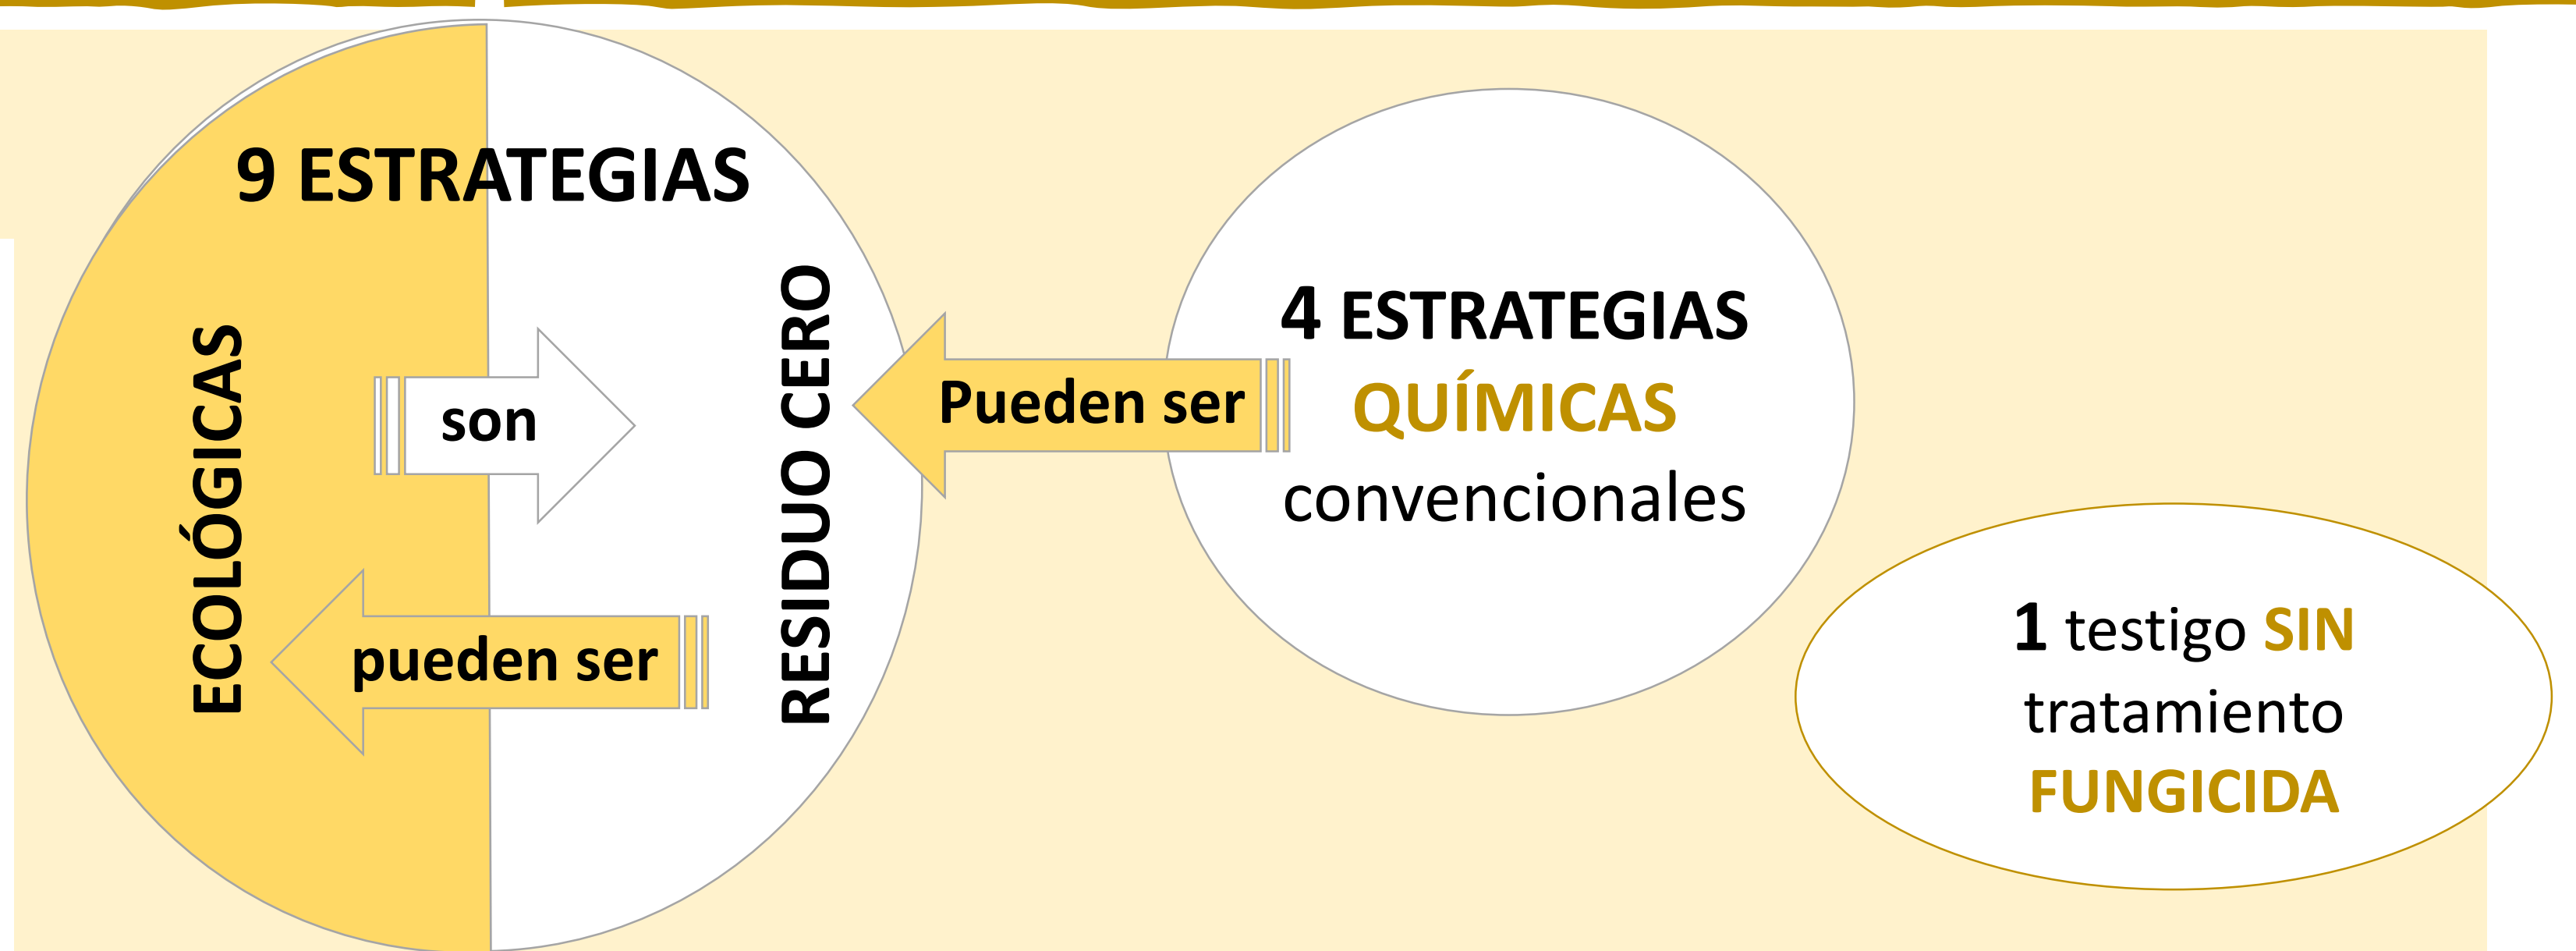 9 ESTRATEGIAS
ECOLÓGICAS
son
pueden ser
RESIDUO CERO
Pueden ser
4 ESTRATEGIAS
QUÍMICAS
convencionales
1 testigo SIN
tratamiento
FUNGICIDA